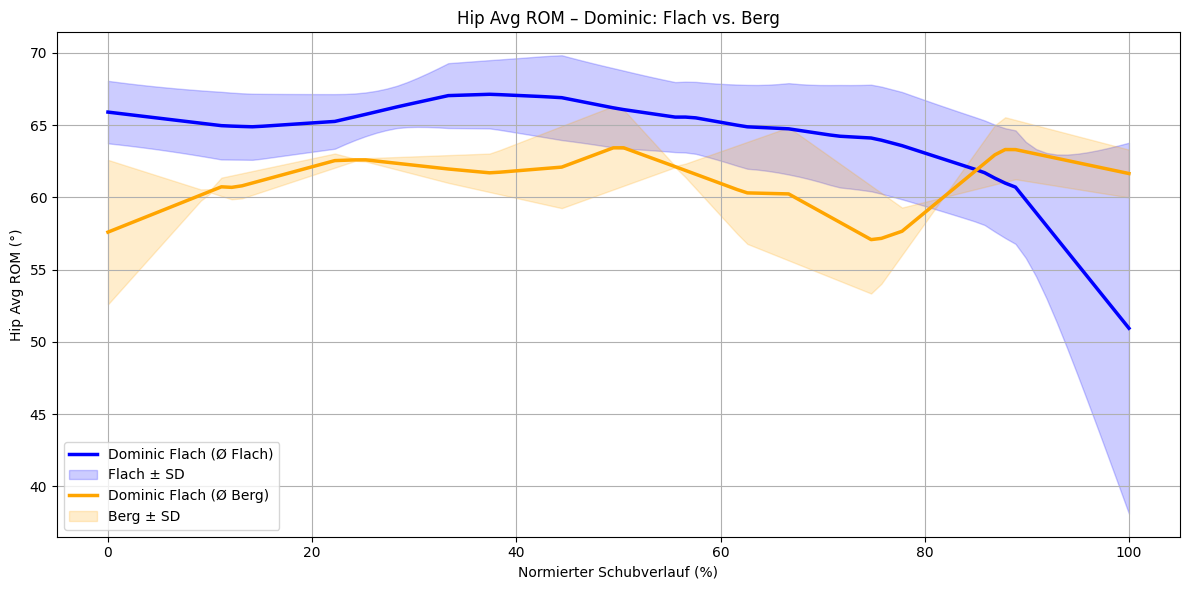 Hip Avg ROM – Dominic: Flach vs. Berg
Hip Avg ROM (°)
70
65
60
55
50
45
40
Dominic Flach (Ø Flach)
Flach ± SD
Dominic Flach (Ø Berg)
Berg ± SD
0 20 40 60 80 100
Normierter Schubverlauf (%)